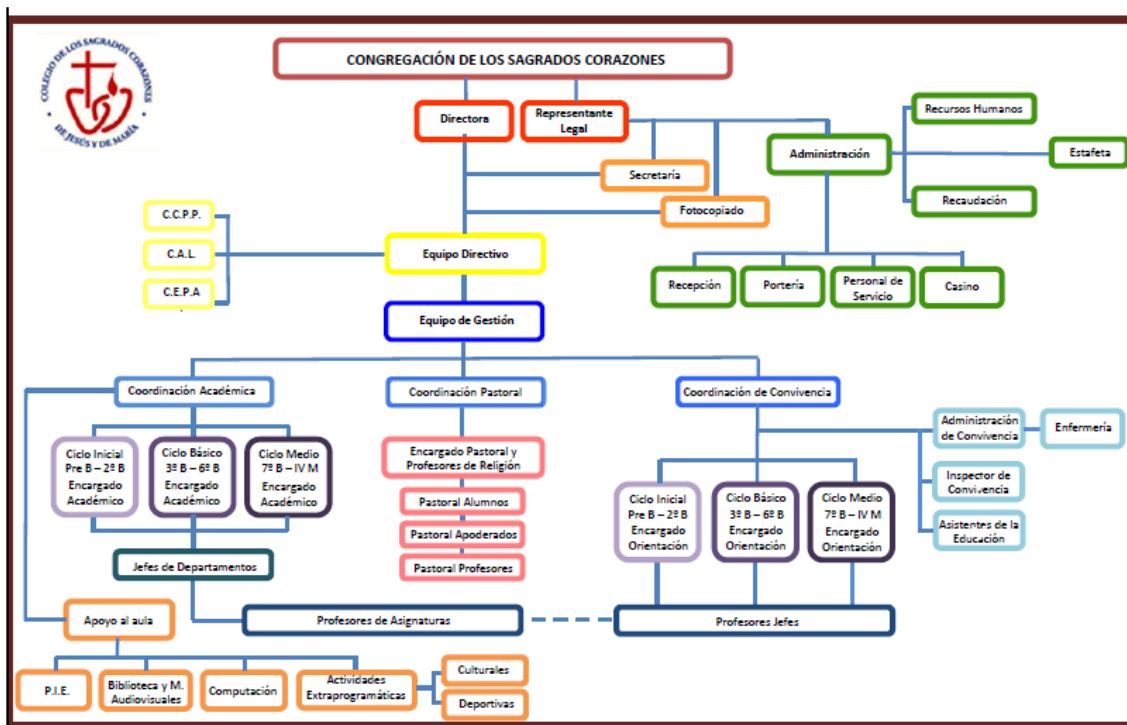 COLEGIO DE LOS SAGRADOS CORAZONES
• DE JESÚS Y DE MARÍA •
CONGREGACIÓN DE LOS SAGRADOS CORAZONES
Directora
Representante
Legal
Recursos Humanos
Administración
Estafeta
Secretaría
Recaudación
Fotocopiado
C.C.P.P.
C.A.L.
Equipo Directivo
C.E.P.A
.
Recepción
Portería
Personal de
Servicio
Casino
Equipo de Gestión
Coordinación Académica
Coordinación Pastoral
Coordinación de Convivencia
Ciclo Inicial
Pre B – 2º B
Encargado
Académico
Ciclo Básico
3º B – 6º B
Encargado
Académico
Ciclo Medio
7º B – IV M
Encargado
Académico
Encargado Pastoral y
Profesores de Religión
Pastoral Alumnos
Pastoral Apoderados
Pastoral Profesores
Administración
de Convivencia
Enfermería
Inspector de
Convivencia
Asistentes de la
Educación
Ciclo Inicial
Pre B – 2º B
Encargado
Orientación
Ciclo Básico
3º B – 6º B
Encargado
Orientación
Ciclo Medio
7º B – IV M
Encargado
Orientación
Jefes de Departamentos
Apoyo al aula
Profesores de Asignaturas
Profesores Jefes
P.I.E.
Biblioteca y M.
Audiovisuales
Computación
Actividades
Extraprogramáticas
Culturales
Deportivas